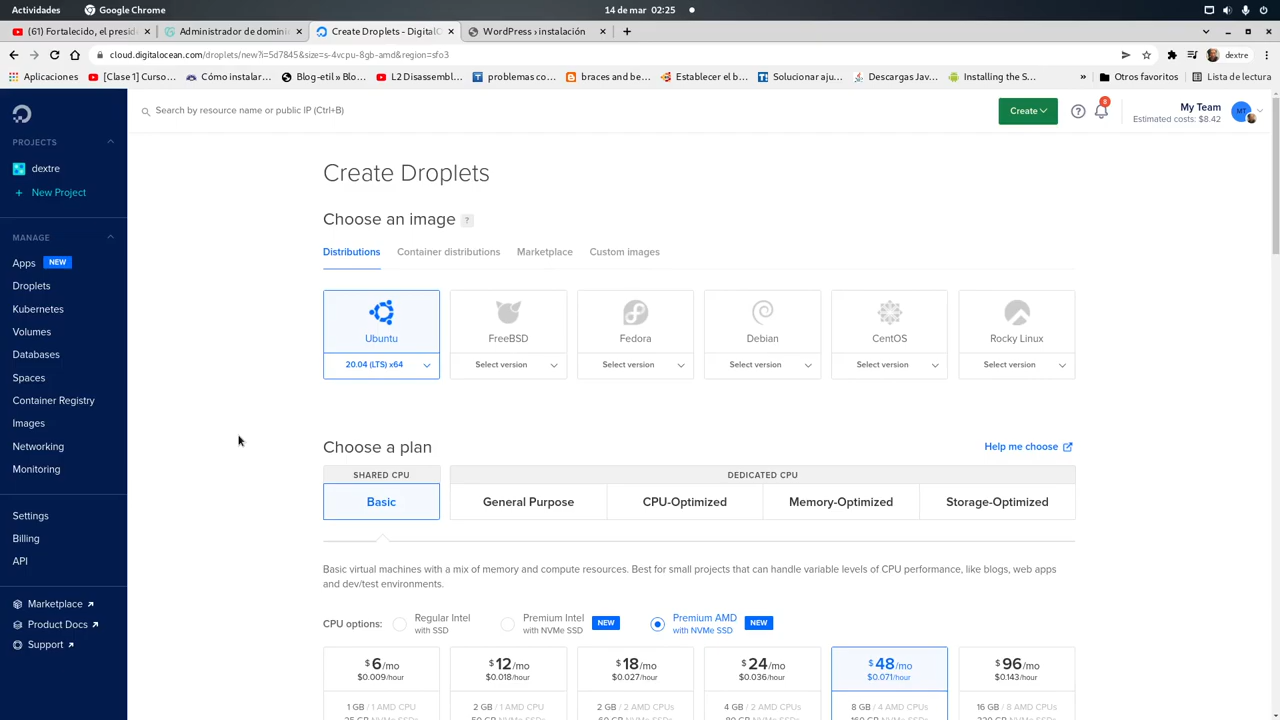 Actividades
Google Chrome
14 de mar 02:25
(61) Fortalecido, el presid
Administrador de domini
Create Droplets - DigitalO
WordPress › instalación
cloud.digitalocean.com/droplets/new?i=5d7845&size=s-4vcpu-8gb-amd&region=sfo3
dextre
Aplicaciones
[Clase 1] Curso...
Cómo instalar...
Blog-etil » Blo...
L2 Disassembl...
problemas co...
braces and be...
Establecer el b...
Solucionar aju...
Descargas Jav...
Installing the S...
»
Otros favoritos
Lista de lectura
Search by resource name or public IP (Ctrl+B)
Create
?
8
My Team
Estimated costs: $8.42
MT
PROJECTS
dextre
+ New Project
MANAGE
Apps NEW
Droplets
Kubernetes
Volumes
Databases
Spaces
Container Registry
Images
Networking
Monitoring
Settings
Billing
API
Marketplace
Product Docs
Support
Create Droplets
Choose an image ?
Distributions
Container distributions
Marketplace
Custom images
Ubuntu
FreeBSD
Fedora
Debian
CentOS
Rocky Linux
20.04 (LTS) x64
Select version
Select version
Select version
Select version
Select version
Choose a plan
Help me choose
SHARED CPU
DEDICATED CPU
Basic
General Purpose
CPU-Optimized
Memory-Optimized
Storage-Optimized
Basic virtual machines with a mix of memory and compute resources. Best for small projects that can handle variable levels of CPU performance, like blogs, web apps
and dev/test environments.
CPU options:
Regular Intel
with SSD
Premium Intel
with NVMe SSD
NEW
Premium AMD
with NVMe SSD
NEW
$6/mo
$0.009/hour
$12/mo
$0.018/hour
$18/mo
$0.027/hour
$24/mo
$0.036/hour
$48/mo
$0.071/hour
$96/mo
$0.143/hour
1 GB / 1 AMD CPU
2 GB / 1 AMD CPU
2 GB / 2 AMD CPUs
4 GB / 2 AMD CPUs
8 GB / 4 AMD CPUs
16 GB / 8 AMD CPUs